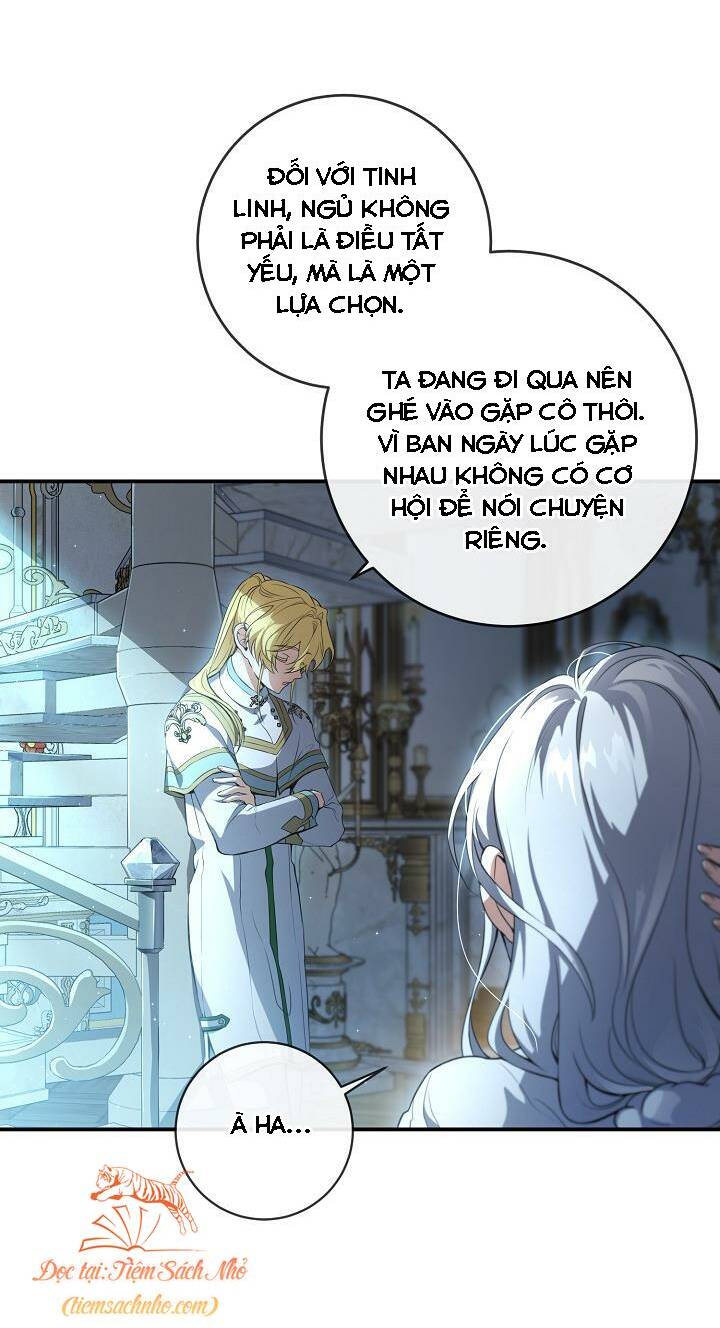 ĐỐI VỚI TINH
LINH, NGỦ KHÔNG
PHẢI LÀ ĐIỀU TẤT
YẾU, MÀ LÀ MỘT
LỰA CHỌN.
TA ĐANG ĐI QUA NÊN
GHÉ VÀO GẶP CÔ THÔI.
VÌ BAN NGÀY LÚC GẶP
NHAU KHÔNG CÓ CƠ
HỘI ĐỂ NÓI CHUYỆN
RIÊNG.
À HA...
Đọc tại: Tiệm Sách Nhỏ
(tiemsachnho.com)